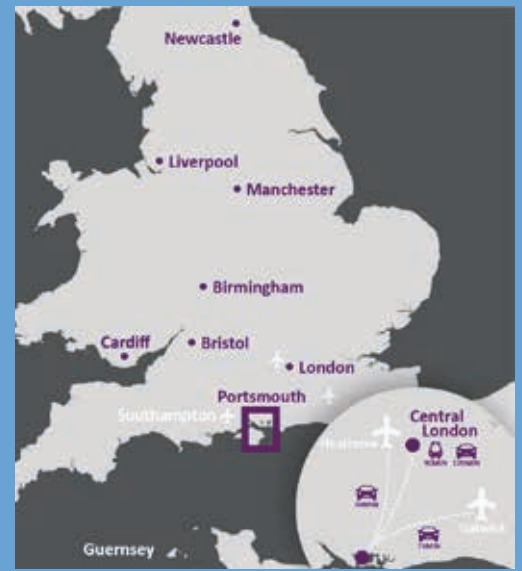 Newcastle
Liverpool
Manchester
Birmingham
Cardiff
Bristol
London
Portsmouth
Southampton
Central
London
Heathrow
Gatwick
Guernsey